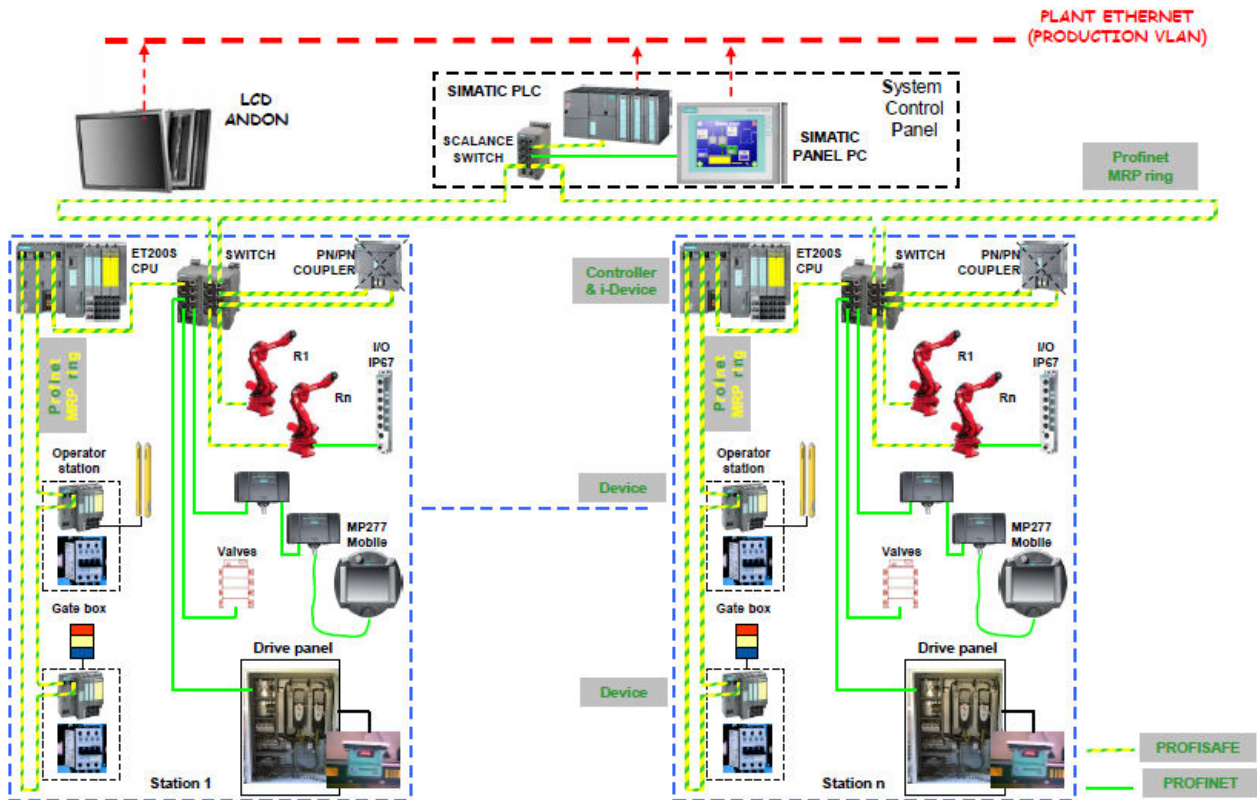 PLANT ETHERNET
(PRODUCTION VLAN)
LCD
ANDON
SIMATIC PLC
System
Control
Panel
SCALANCE
SWITCH
SIMATIC
PANEL PC
Profinet
MRP ring
ET200S
CPU
SWITCH
PN/PN
COUPLER
Controller
& i-Device
ET200S
CPU
SWITCH
PN/PN
COUPLER
Profinet
MRP ring
R1
Rn
I/O
IP67
Profinet
MRP ring
R1
Rn
I/O
IP67
Operator
station
Device
Operator
station
MP277
Mobile
Valves
MP277
Mobile
Valves
Gate box
Gate box
Drive panel
Drive panel
Device
Station 1
Station n
PROFISAFE
PROFINET